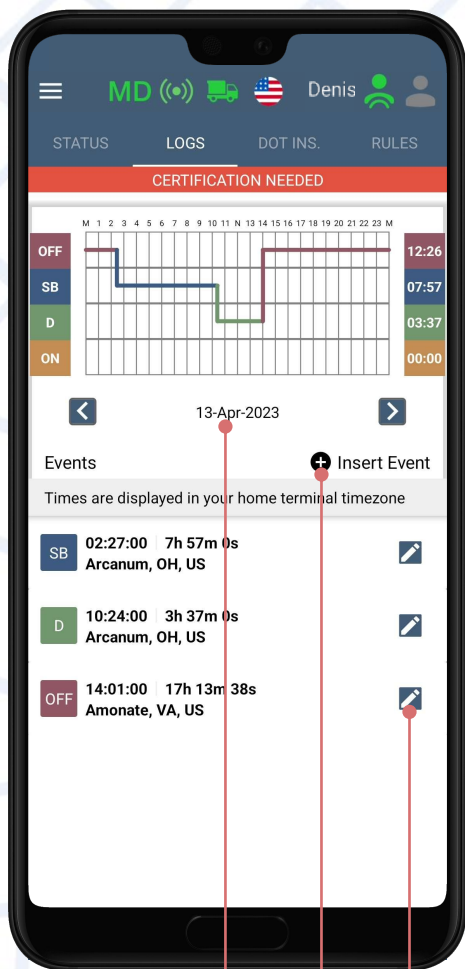 MD Denis
STATUS LOGS DOT INS. RULES
CERTIFICATION NEEDED
M 1 2 3 4 5 6 7 8 9 10 11 N 13 14 15 16 17 18 19 20 21 22 23 M
OFF 12:26
SB 07:57
D 03:37
ON 00:00
13-Apr-2023
Events Insert Event
Times are displayed in your home terminal timezone
SB 02:27:00 7h 57m 0s
Arcanum, OH, US
D 10:24:00 3h 37m 0s
Arcanum, OH, US
OFF 14:01:00 17h 13m 38s
Amonate, VA, US